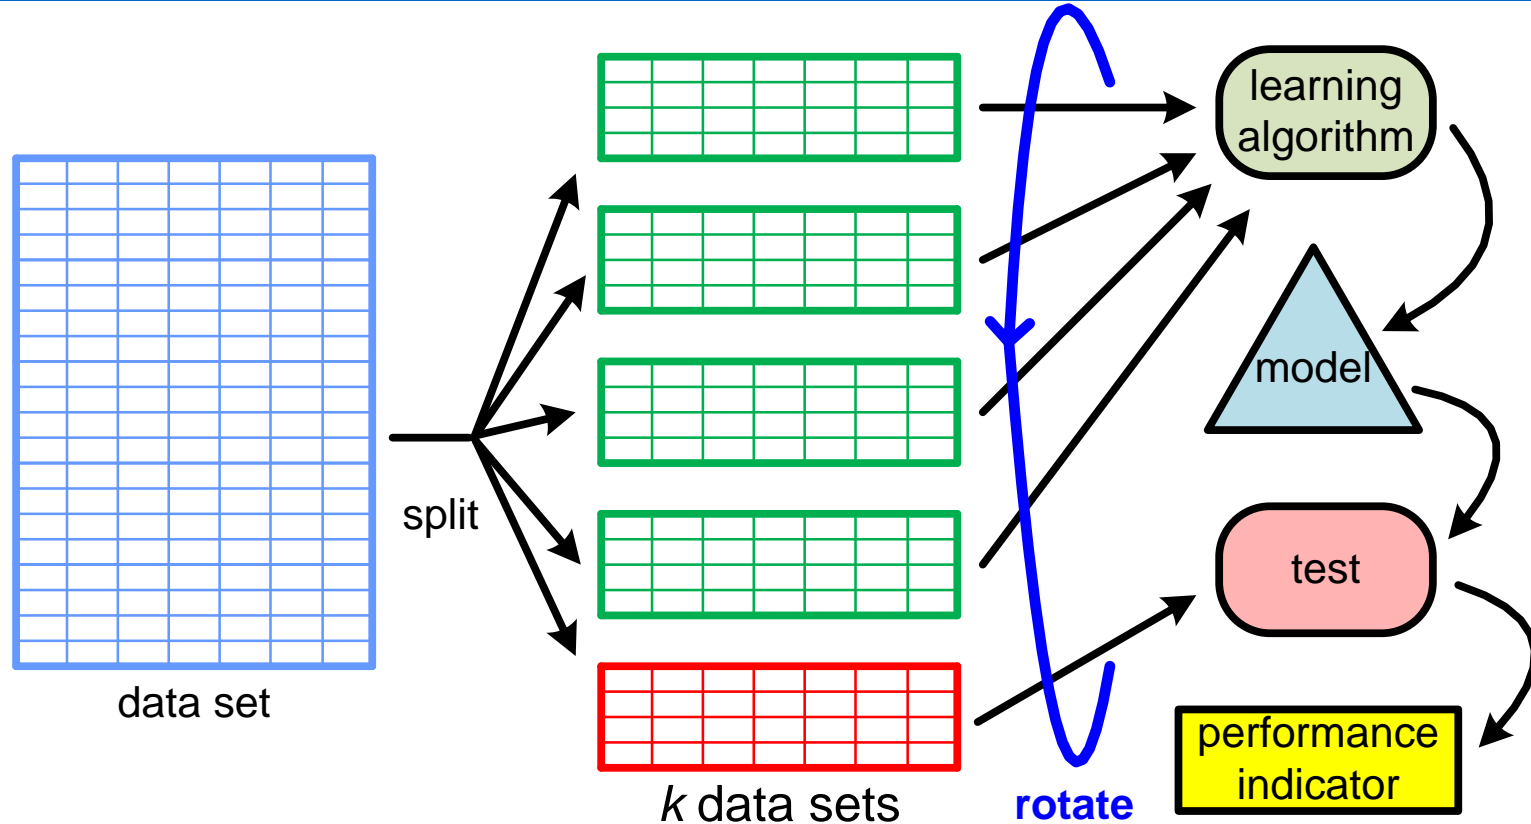 data set
split
k data sets
rotate
learning
algorithm
model
test
performance
indicator